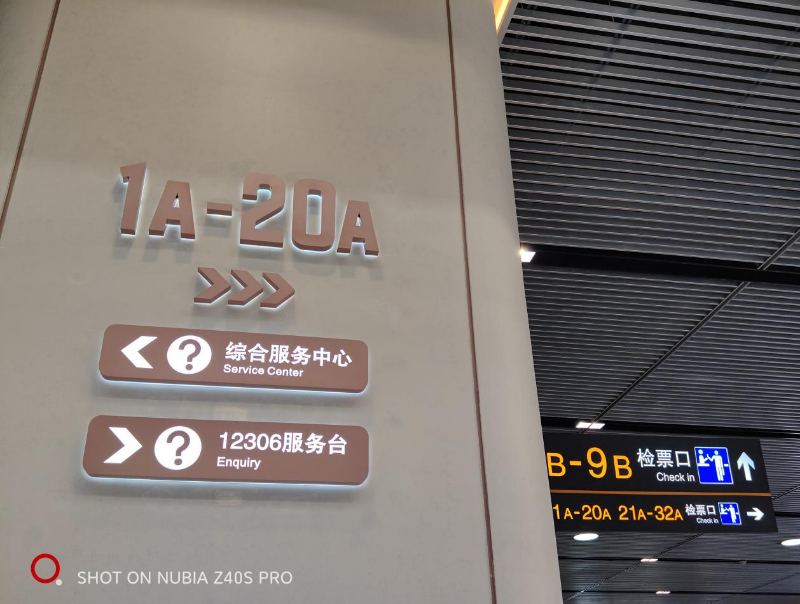 1A-20A
综合服务中心
Service Center
12306服务台
Enquiry
B-9B 检票口
Check in
1A-20A 21A-32A 检票口
Check in
SHOT ON NUBIA Z40S PRO